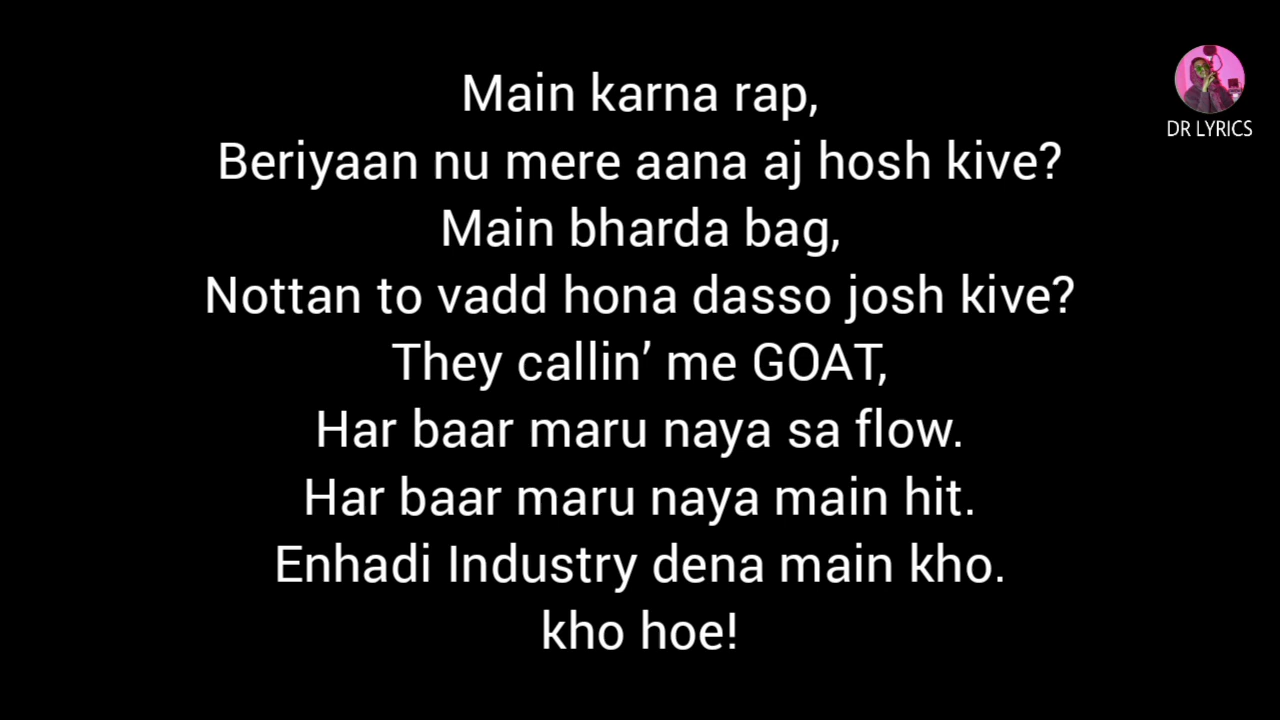 Main karna rap,
Beriyaan nu mere aana aj hosh kive?
Main bharda bag,
Nottan to vadd hona dasso josh kive?
They callin’ me GOAT,
Har baar maru naya sa flow.
Har baar maru naya main hit.
Enhadi Industry dena main kho.
kho hoe!
DR LYRICS